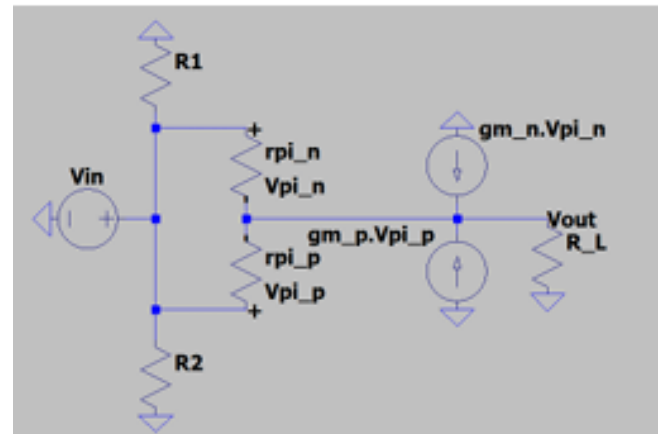 R1
+
rpi_n
Vpi_n
-
gm_n.Vpi_n
Vin
- +
gm_p.Vpi_p
Vout
R_L
-
rpi_p
Vpi_p
+
R2